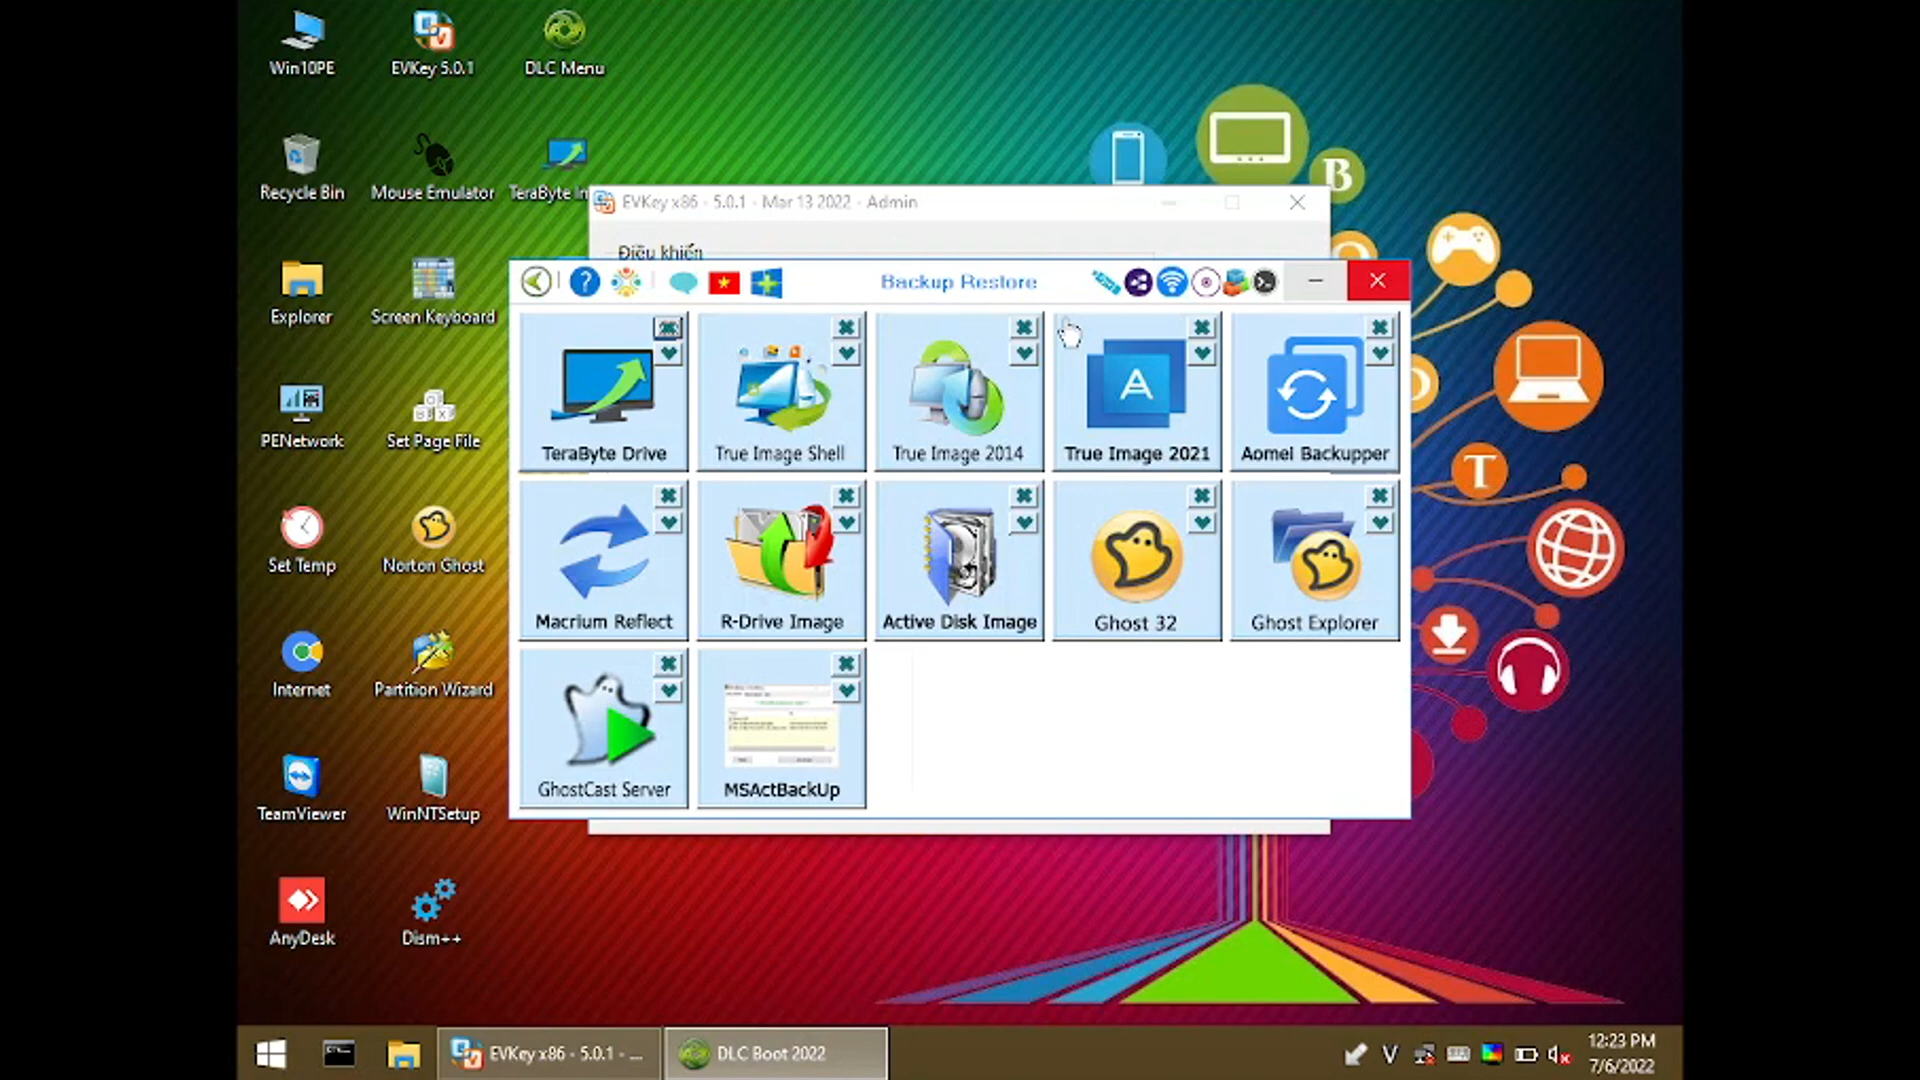 Win10PE
EVKey 5.0.1
DLC Menu
Recycle Bin
Mouse Emulator
TeraByte In
Explorer
Screen Keyboard
PENetwork
Set Page File
Set Temp
Norton Ghost
Internet
Partition Wizard
TeamViewer
WinNTSetup
AnyDesk
Dism++
B
T
EVKey x86 - 5.0.1 - Mar 13 2022 - Admin
Điều khiển
Backup Restore
TeraByte Drive
True Image Shell
True Image 2014
A
True Image 2021
Aomei Backupper
Macrium Reflect
R-Drive Image
Active Disk Image
Ghost 32
Ghost Explorer
GhostCast Server
MSActBackUp
EVKey x86 - 5.0.1 - ...
DLC Boot 2022
V
12:23 PM
7/6/2022